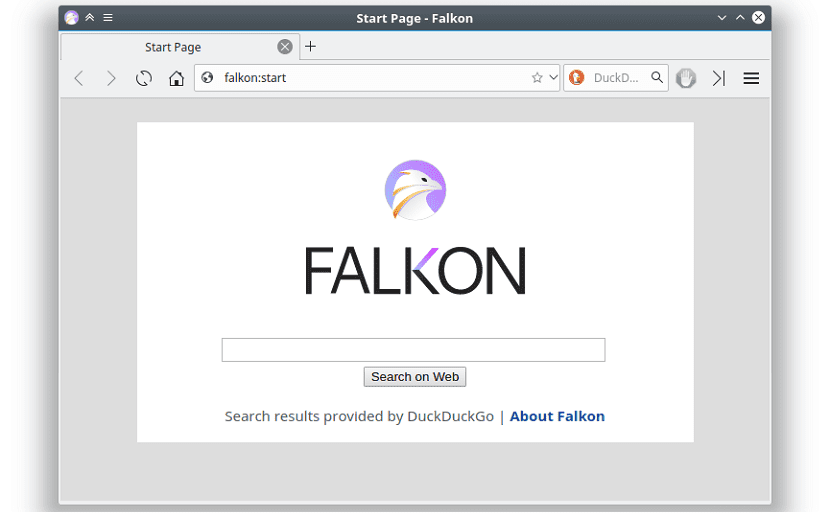 Start Page - Falkon
Start Page
falkon:start
DuckD...
FALKON
Search on Web
Search results provided by DuckDuckGo | About Falkon